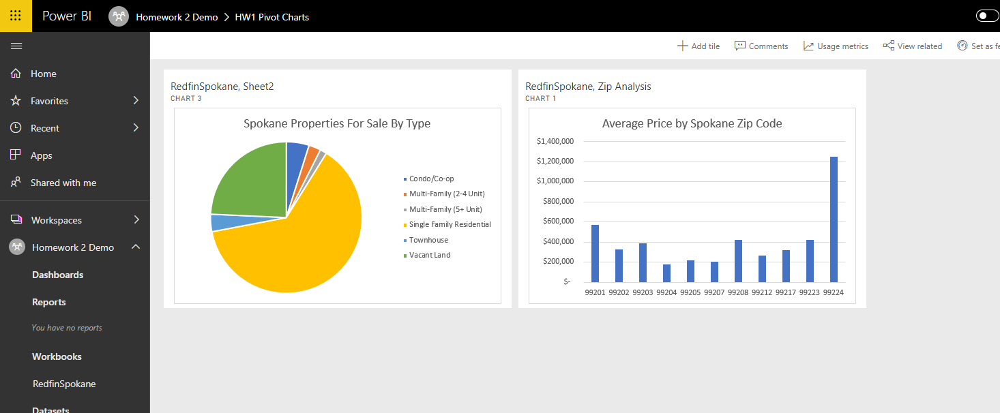 Power BI
Homework 2 Demo > HW1 Pivot Charts
Add tile
Comments
Usage metrics
View related
Set as fe
Home
Favorites
Recent
Apps
Shared with me
Workspaces
Homework 2 Demo
Dashboards
Reports
You have no reports
Workbooks
RedfinSpokane
Datasets
RedfinSpokane, Sheet2
CHART 3
Spokane Properties For Sale By Type
Condo/Co-op
Multi-Family (2-4 Unit)
Multi-Family (5+ Unit)
Single Family Residential
Townhouse
Vacant Land
RedfinSpokane, Zip Analysis
CHART 1
Average Price by Spokane Zip Code
$1,400,000
$1,200,000
$1,000,000
$800,000
$600,000
$400,000
$200,000
$-
99201 99202 99203 99204 99205 99207 99208 99212 99217 99223 99224